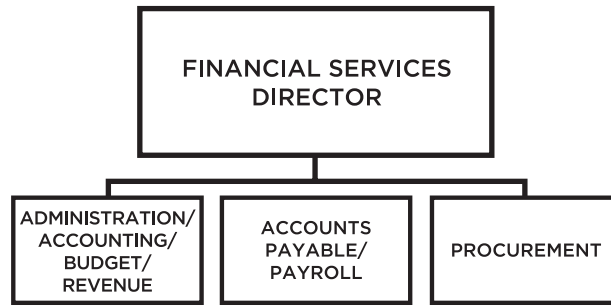 FINANCIAL SERVICES
DIRECTOR
ADMINISTRATION/
ACCOUNTING/
BUDGET/
REVENUE
ACCOUNTS
PAYABLE/
PAYROLL
PROCUREMENT